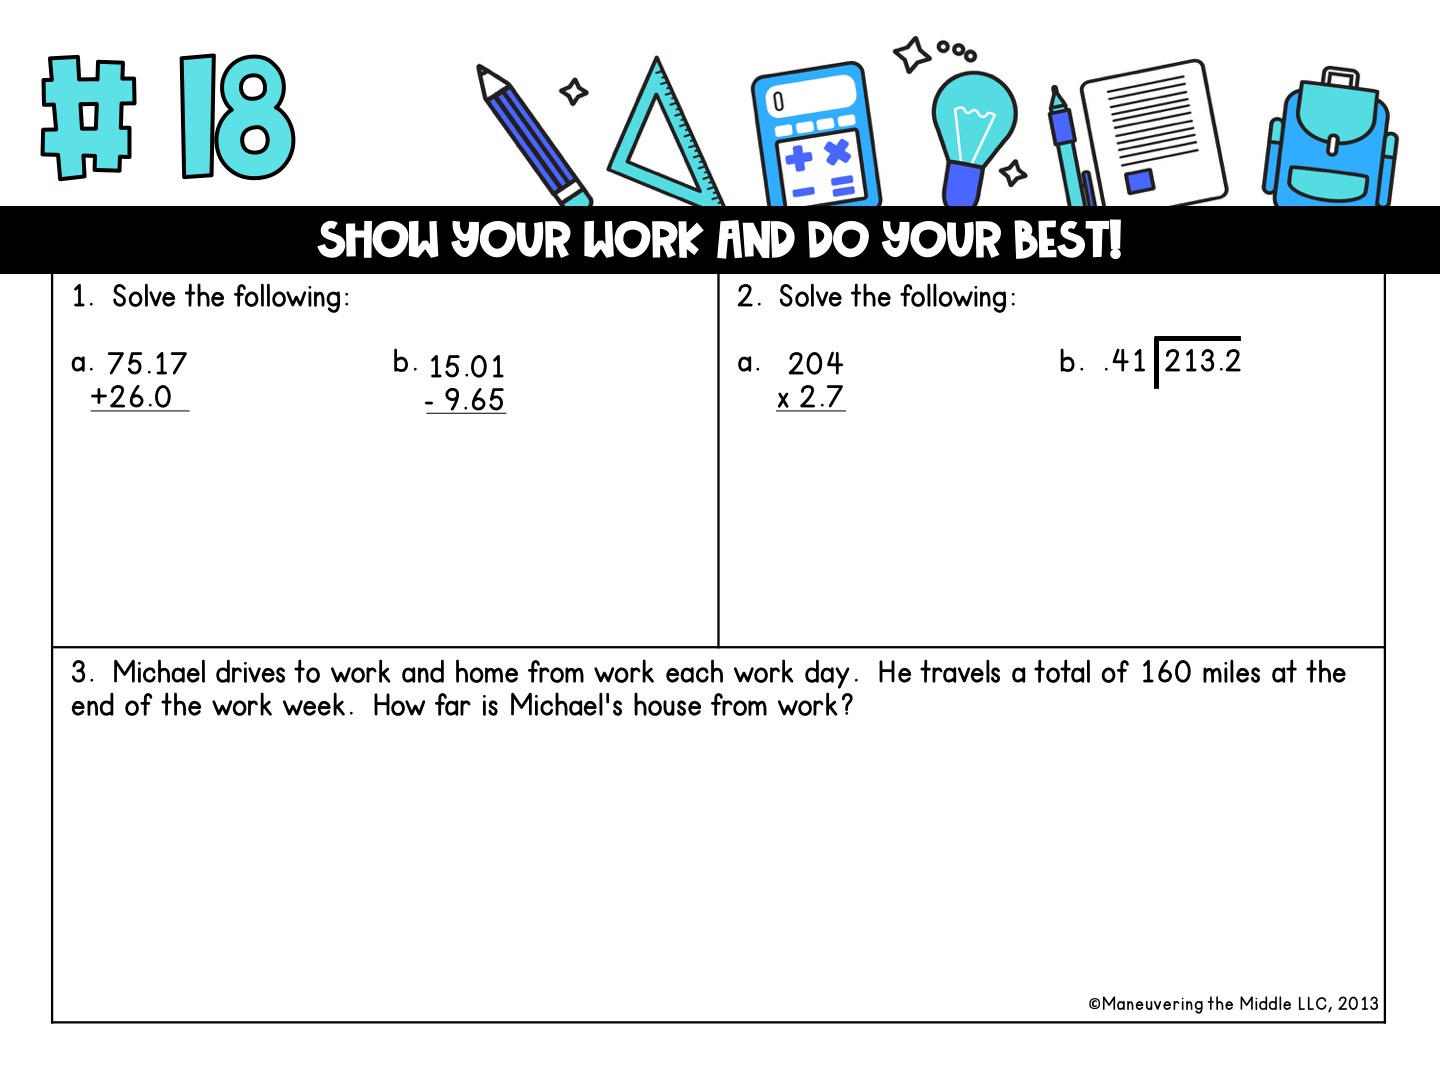 # 18
0
SHOW YOUR WORK AND DO YOUR BEST!
1. Solve the following:
a. 75.17
+26.0
b. 15.01
- 9.65
2. Solve the following:
a. 204
x 2.7
b. .41 213.2
3. Michael drives to work and home from work each work day. He travels a total of 160 miles at the
end of the work week. How far is Michael's house from work?
©Maneuvering the Middle LLC, 2013